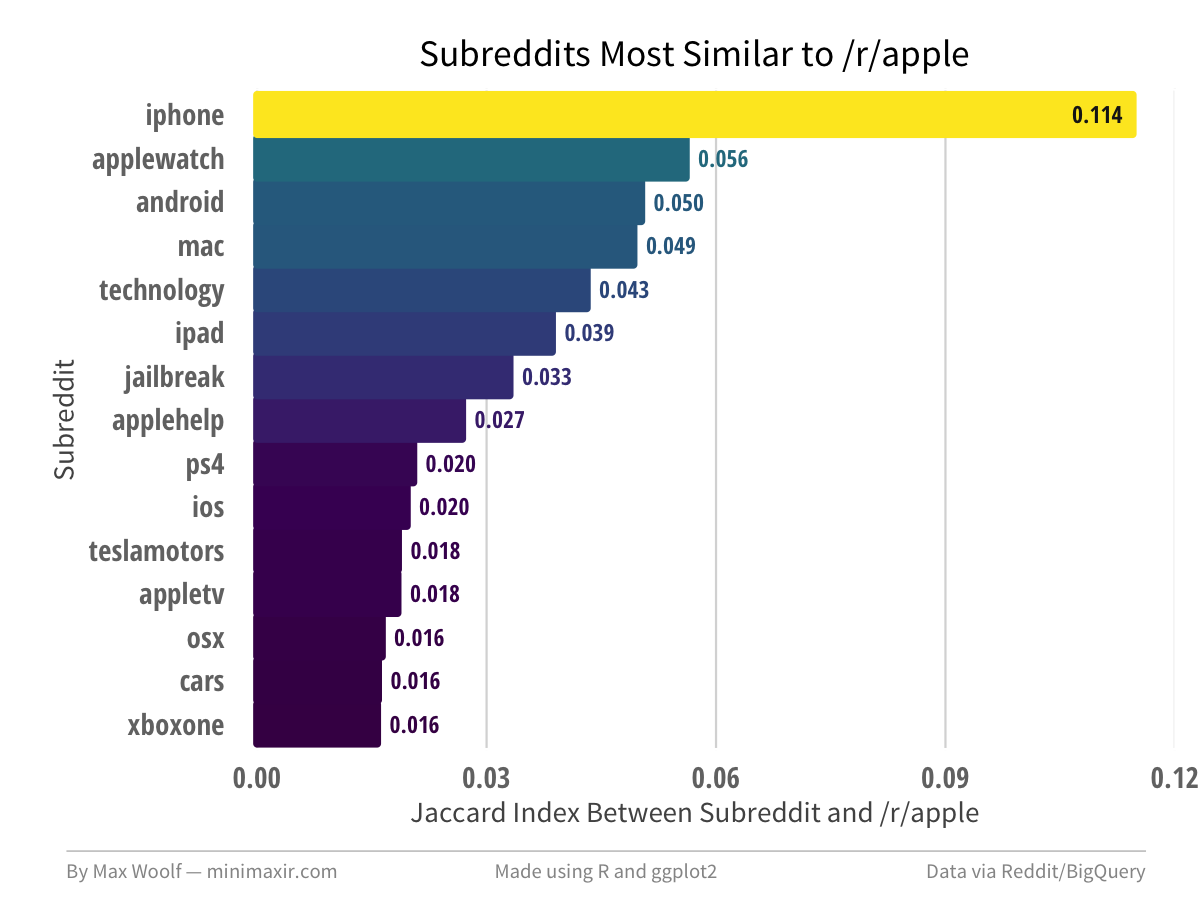 Subreddits Most Similar to /r/apple
iphone 0.114
applewatch 0.056
android 0.050
mac 0.049
technology 0.043
ipad 0.039
jailbreak 0.033
applehelp 0.027
ps4 0.020
ios 0.020
teslamotors 0.018
appletv 0.018
osx 0.016
cars 0.016
xboxone 0.016
Subreddit
0.00 0.03 0.06 0.09 0.12
Jaccard Index Between Subreddit and /r/apple
By Max Woolf — minimaxir.com Made using R and ggplot2 Data via Reddit/BigQuery